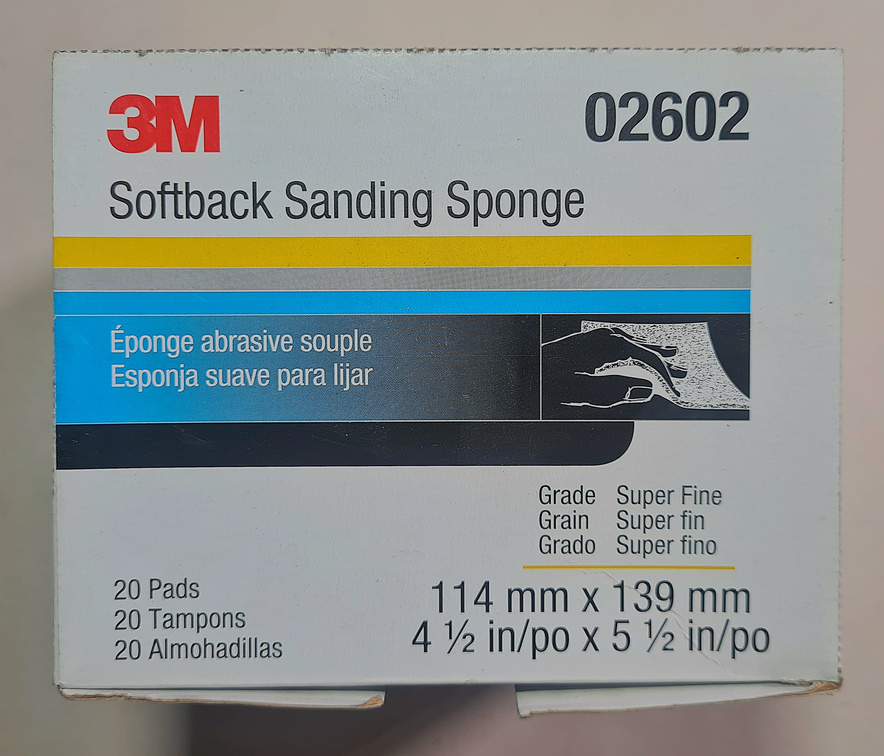 3M
02602
Softback Sanding Sponge
Éponge abrasive souple
Esponja suave para lijar
Grade Super Fine
Grain Super fin
Grado Super fino
20 Pads
20 Tampons
20 Almohadillas
114 mm x 139 mm
4 ½ in/po x 5 ½ in/po